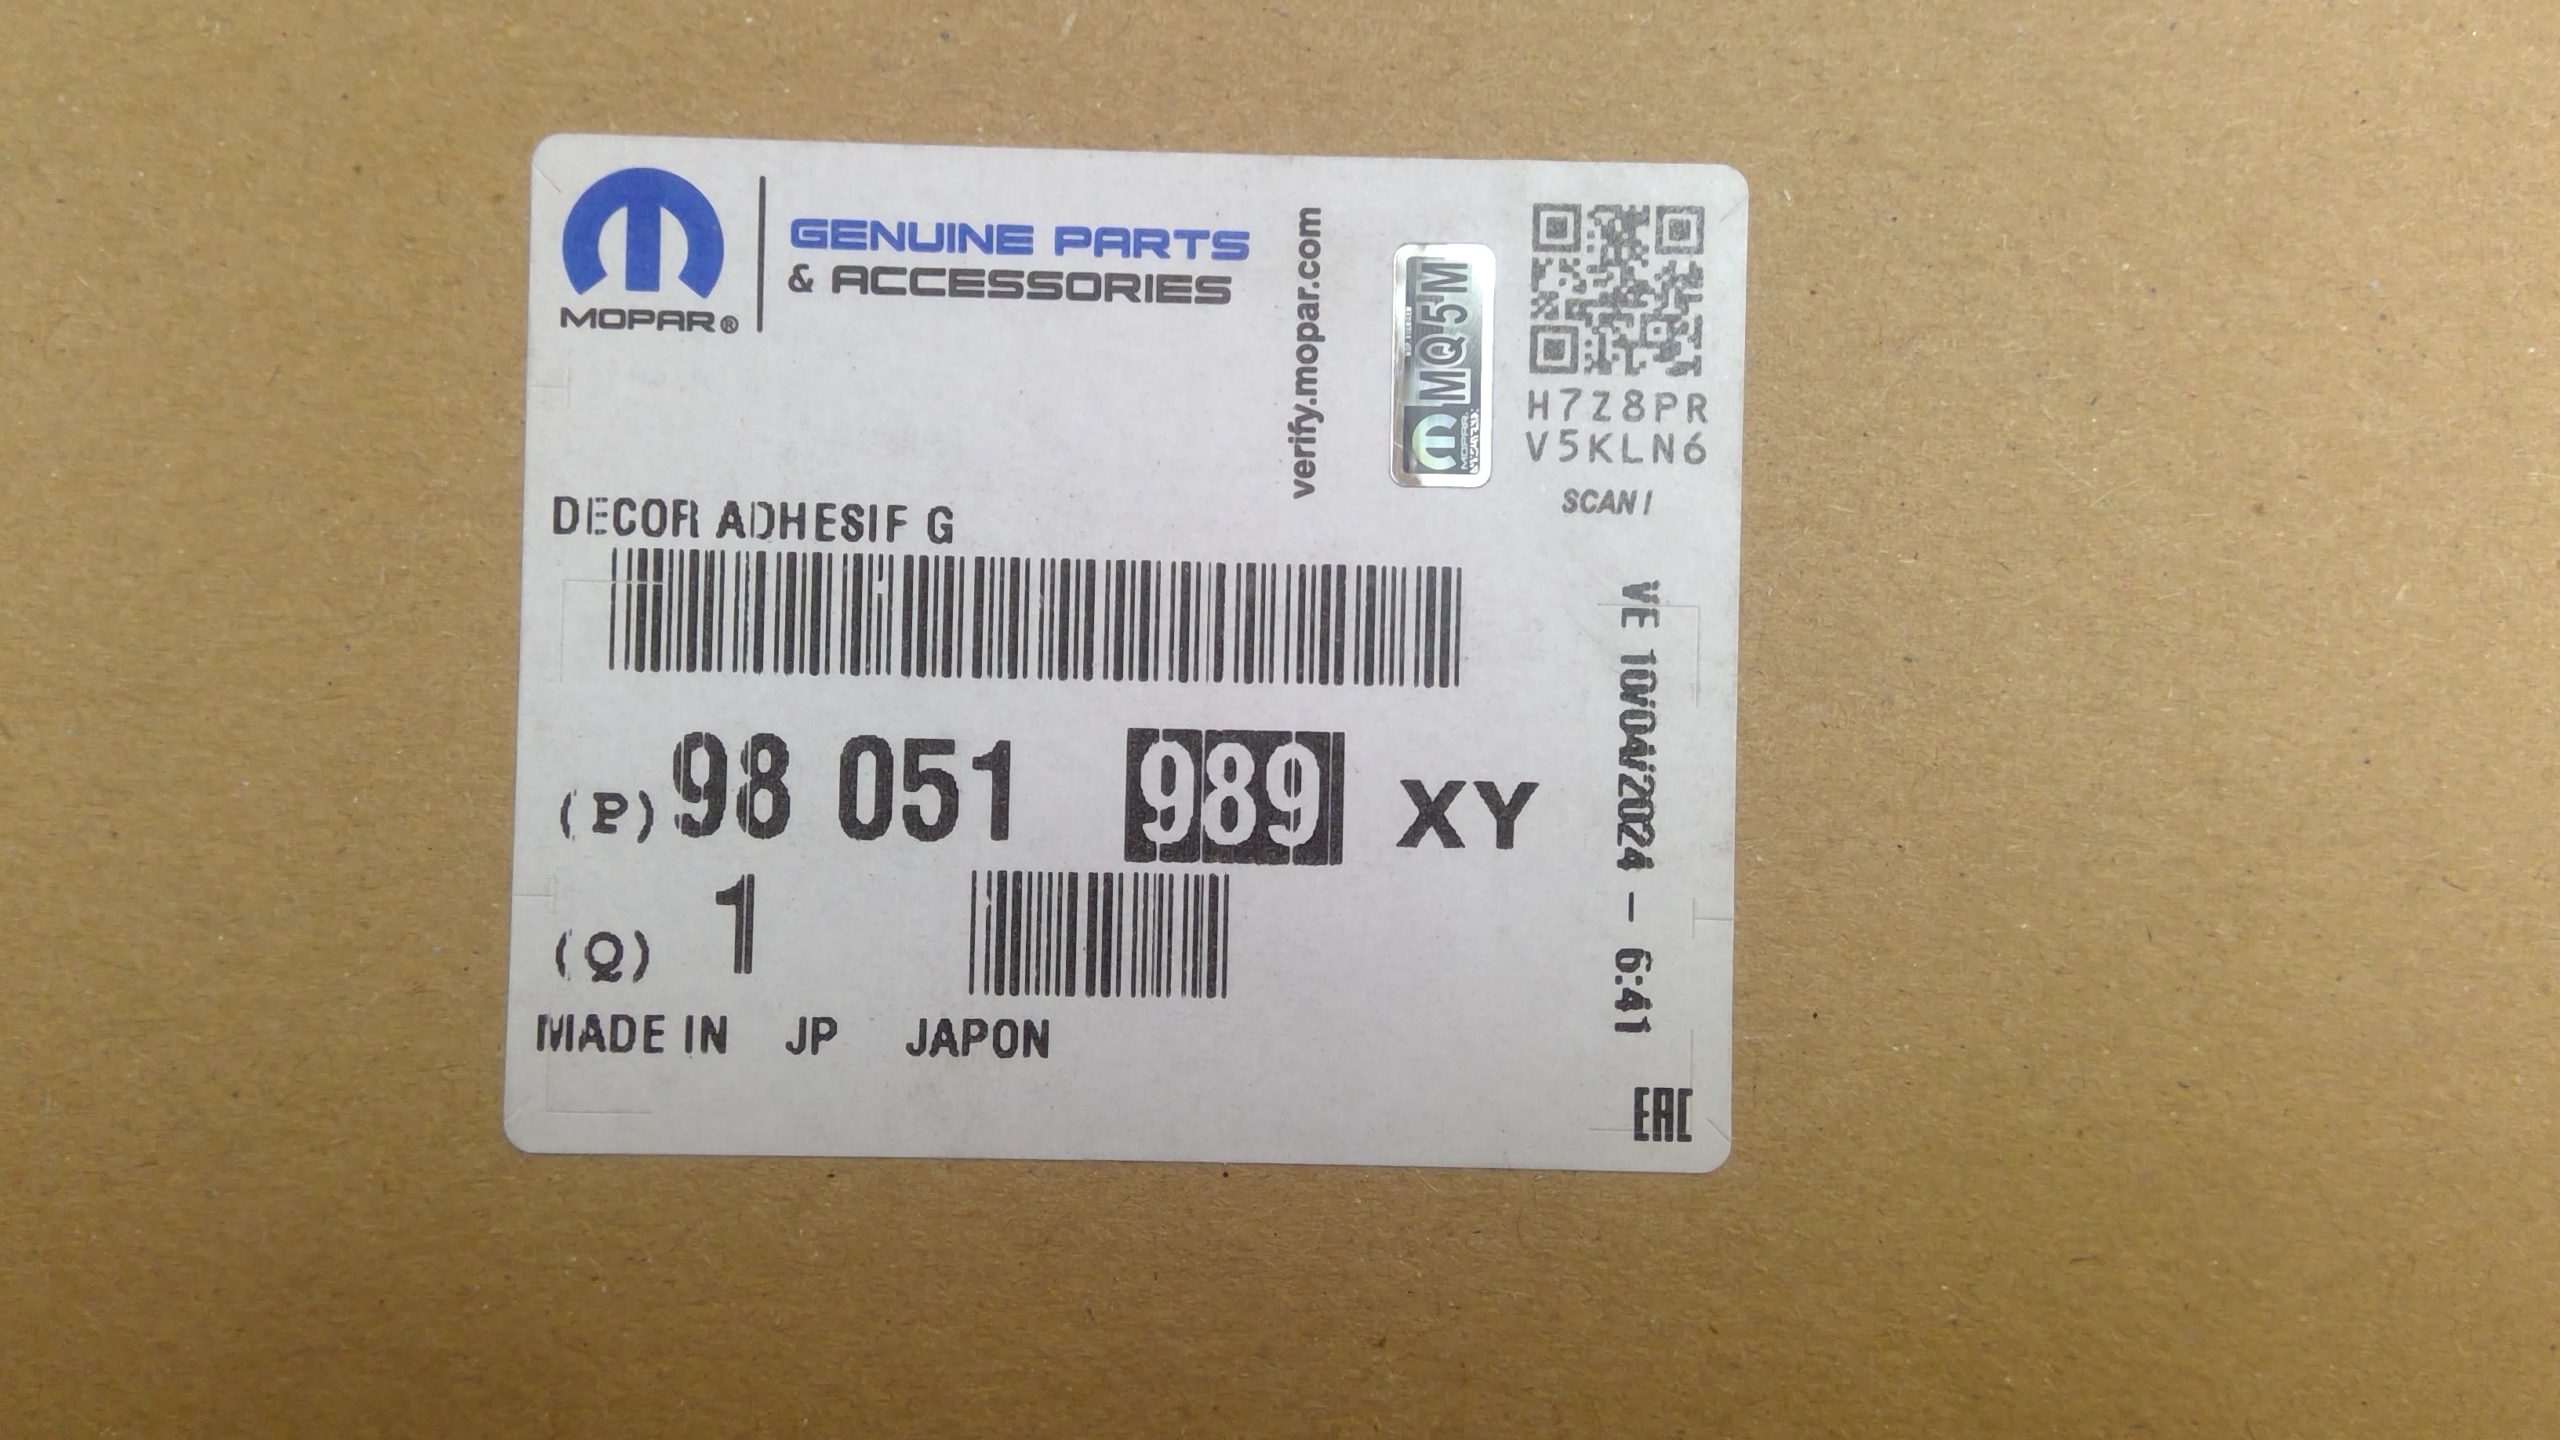 MOPAR®
GENUINE PARTS
& ACCESSORIES
verify.mopar.com
MQ5M
MOPAR
H7Z8PR
V5KLN6
SCAN !
DECOR ADHESIF G
(P) 98 051 989 XY
(Q) 1
MADE IN JP JAPON
VE 10/04/2024 - 6:41
EAC